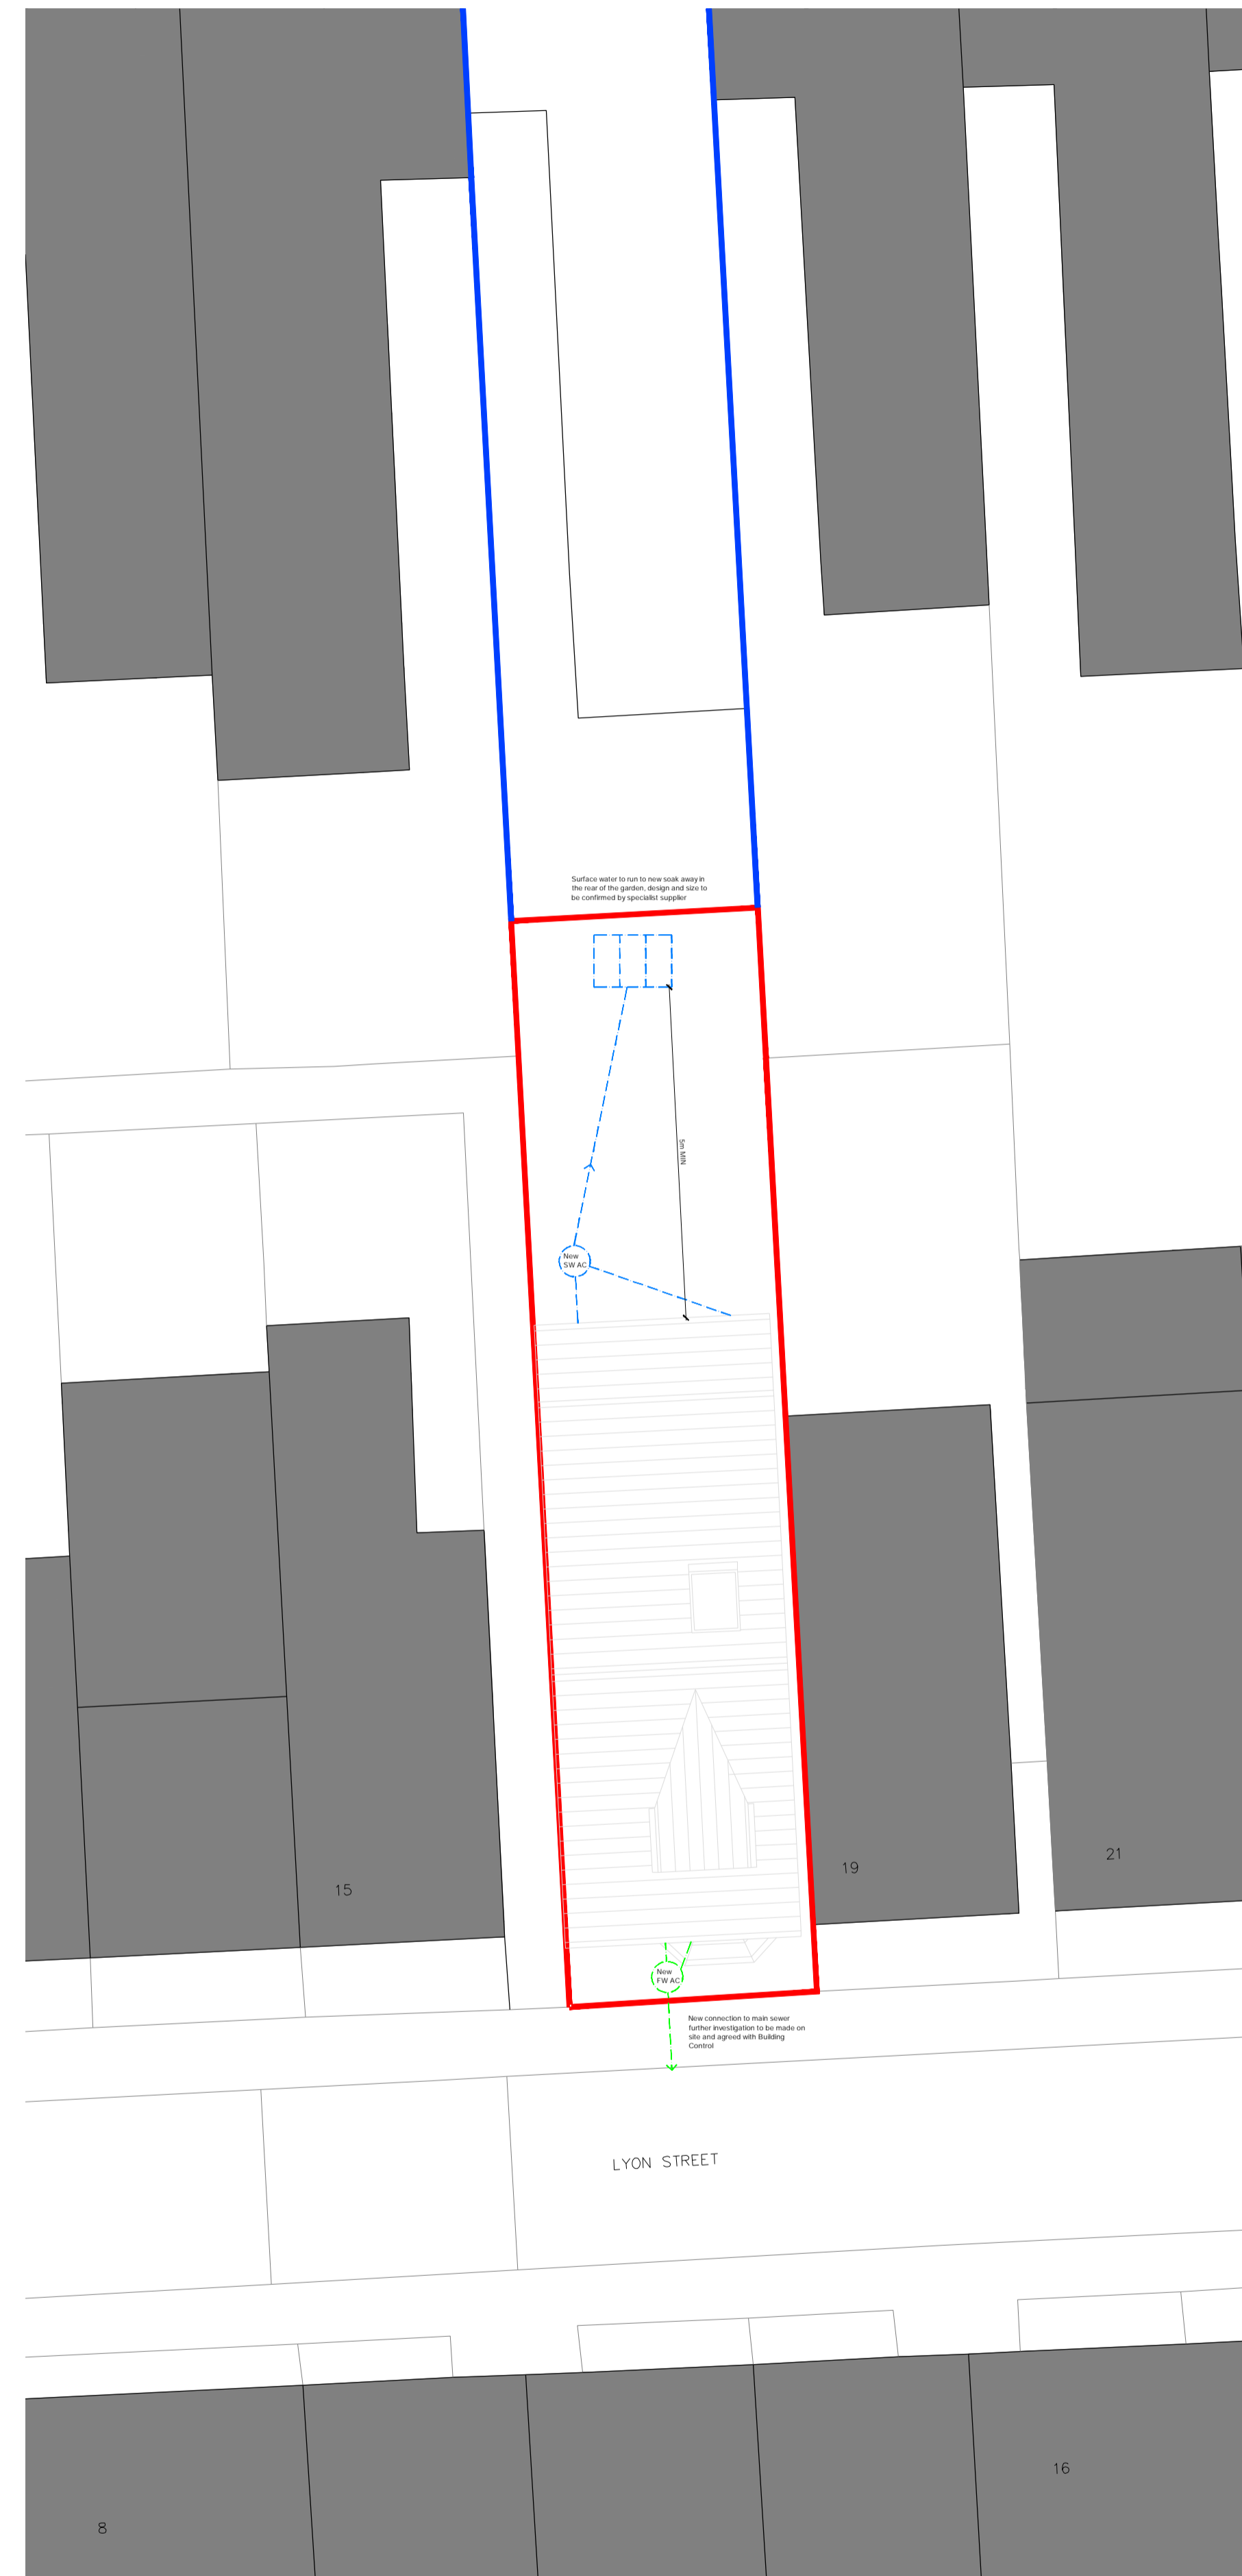 Surface water to run to new soak away in
the rear of the garden, design and size to
be confirmed by specialist supplier
5m MIN
New
SW AC
21
19
15
New
FW AC
New connection to main sewer
further investigation to be made on
site and agreed with Building
Control
LYON STREET
16
8